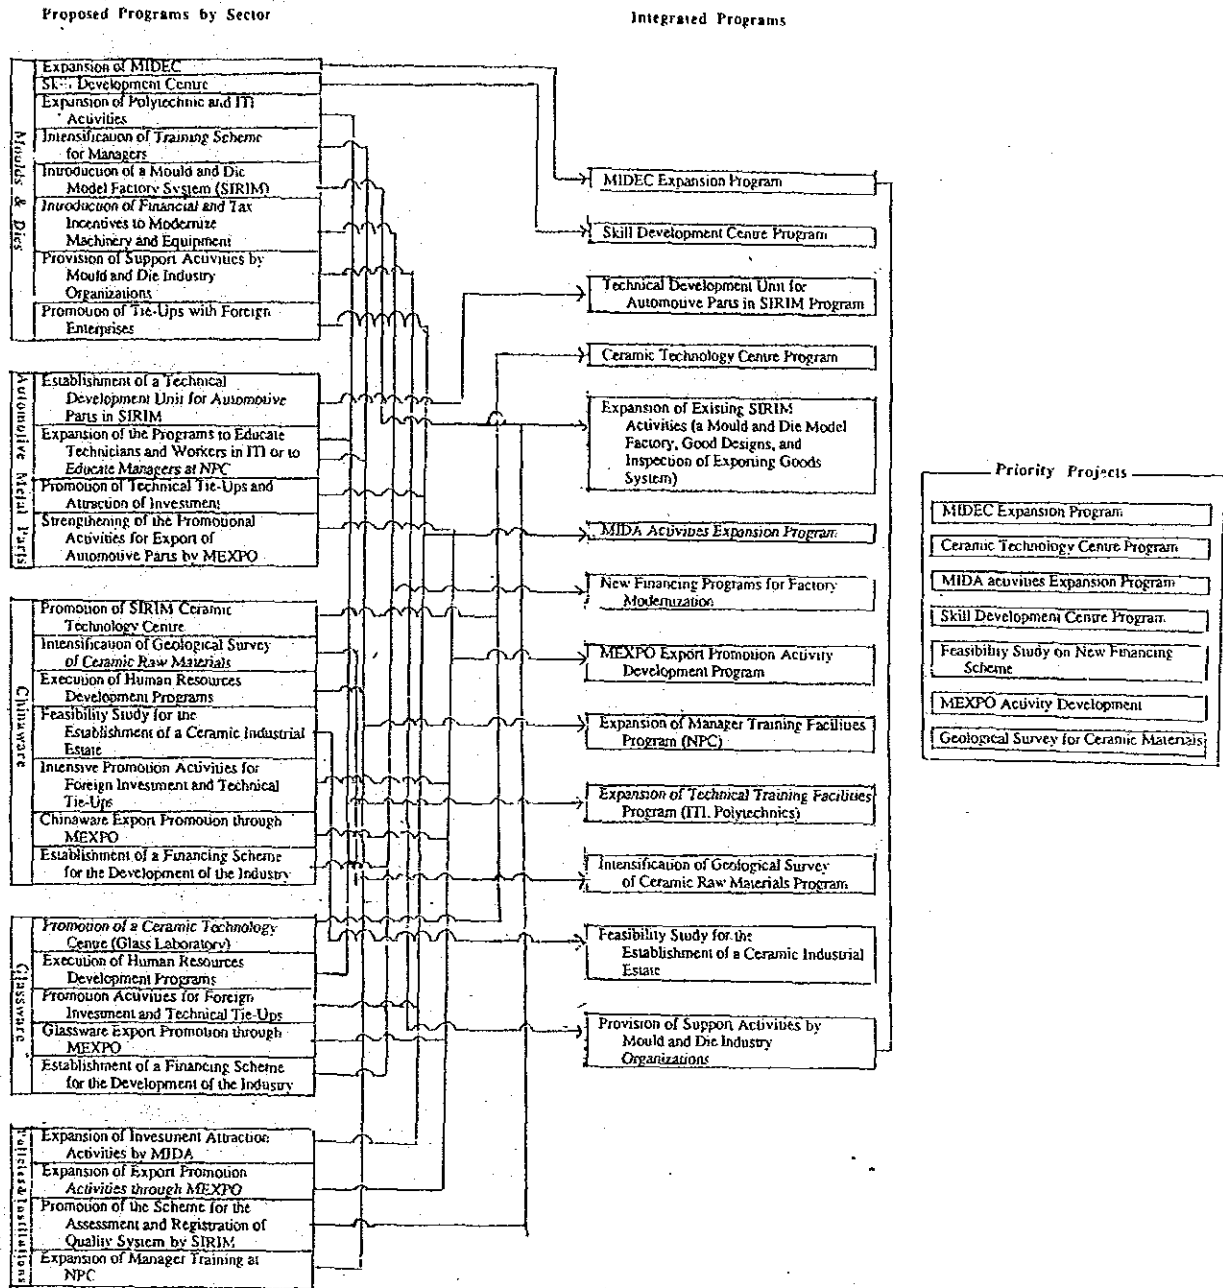 Proposed Programs by Sector
Integrated Programs
Moulds & Dies
Expansion of MIDEC
Skill Development Centre
Expansion of Polytechnic and ITI
Activities
Intensification of Training Scheme
for Managers
Introduction of a Mould and Die
Model Factory System (SIRIM)
Introduction of Financial and Tax
Incentives to Modernize
Machinery and Equipment
Provision of Support Activities by
Mould and Die Industry
Organizations
Promotion of Tie-Ups with Foreign
Enterprises
Automotive Metal Parts
Establishment of a Technical
Development Unit for Automotive
Parts in SIRIM
Expansion of the Programs to Educate
Technicians and Workers in ITI or to
Educate Managers at NPC
Promotion of Technical Tie-Ups and
Attraction of Investment
Strengthening of the Promotional
Activities for Export of
Automotive Parts by MEXPO
Chinaware
Promotion of SIRIM Ceramic
Technology Centre
Intensification of Geological Survey
of Ceramic Raw Materials
Execution of Human Resources
Development Programs
Feasibility Study for the
Establishment of a Ceramic Industrial
Estate
Intensive Promotion Activities for
Foreign Investment and Technical
Tie-Ups
Chinaware Export Promotion through
MEXPO
Establishment of a Financing Scheme
for the Development of the Industry
Glassware
Promotion of a Ceramic Technology
Centre (Glass Laboratory)
Execution of Human Resources
Development Programs
Promotion Activities for Foreign
Investment and Technical Tie-Ups
Glassware Export Promotion through
MEXPO
Establishment of a Financing Scheme
for the Development of the Industry
Policies & Institutions
Expansion of Investment Attraction
Activities by MIDA
Expansion of Export Promotion
Activities through MEXPO
Promotion of the Scheme for the
Assessment and Registration of
Quality System by SIRIM
Expansion of Manager Training at
NPC
MIDEC Expansion Program
Skill Development Centre Program
Technical Development Unit for
Automotive Parts in SIRIM Program
Ceramic Technology Centre Program
Expansion of Existing SIRIM
Activities (a Mould and Die Model
Factory, Good Designs, and
Inspection of Exporting Goods
System)
MIDA Activities Expansion Program
New Financing Programs for Factory
Modernization
MEXPO Export Promotion Activity
Development Program
Expansion of Manager Training Facilities
Program (NPC)
Expansion of Technical Training Facilities
Program (ITI, Polytechnics)
Intensification of Geological Survey
of Ceramic Raw Materials Program
Feasibility Study for the
Establishment of a Ceramic Industrial
Estate
Provision of Support Activities by
Mould and Die Industry
Organizations
Priority Projects
MIDEC Expansion Program
Ceramic Technology Centre Program
MIDA activities Expansion Program
Skill Development Centre Program
Feasibility Study on New Financing
Scheme
MEXPO Activity Development
Geological Survey for Ceramic Materials